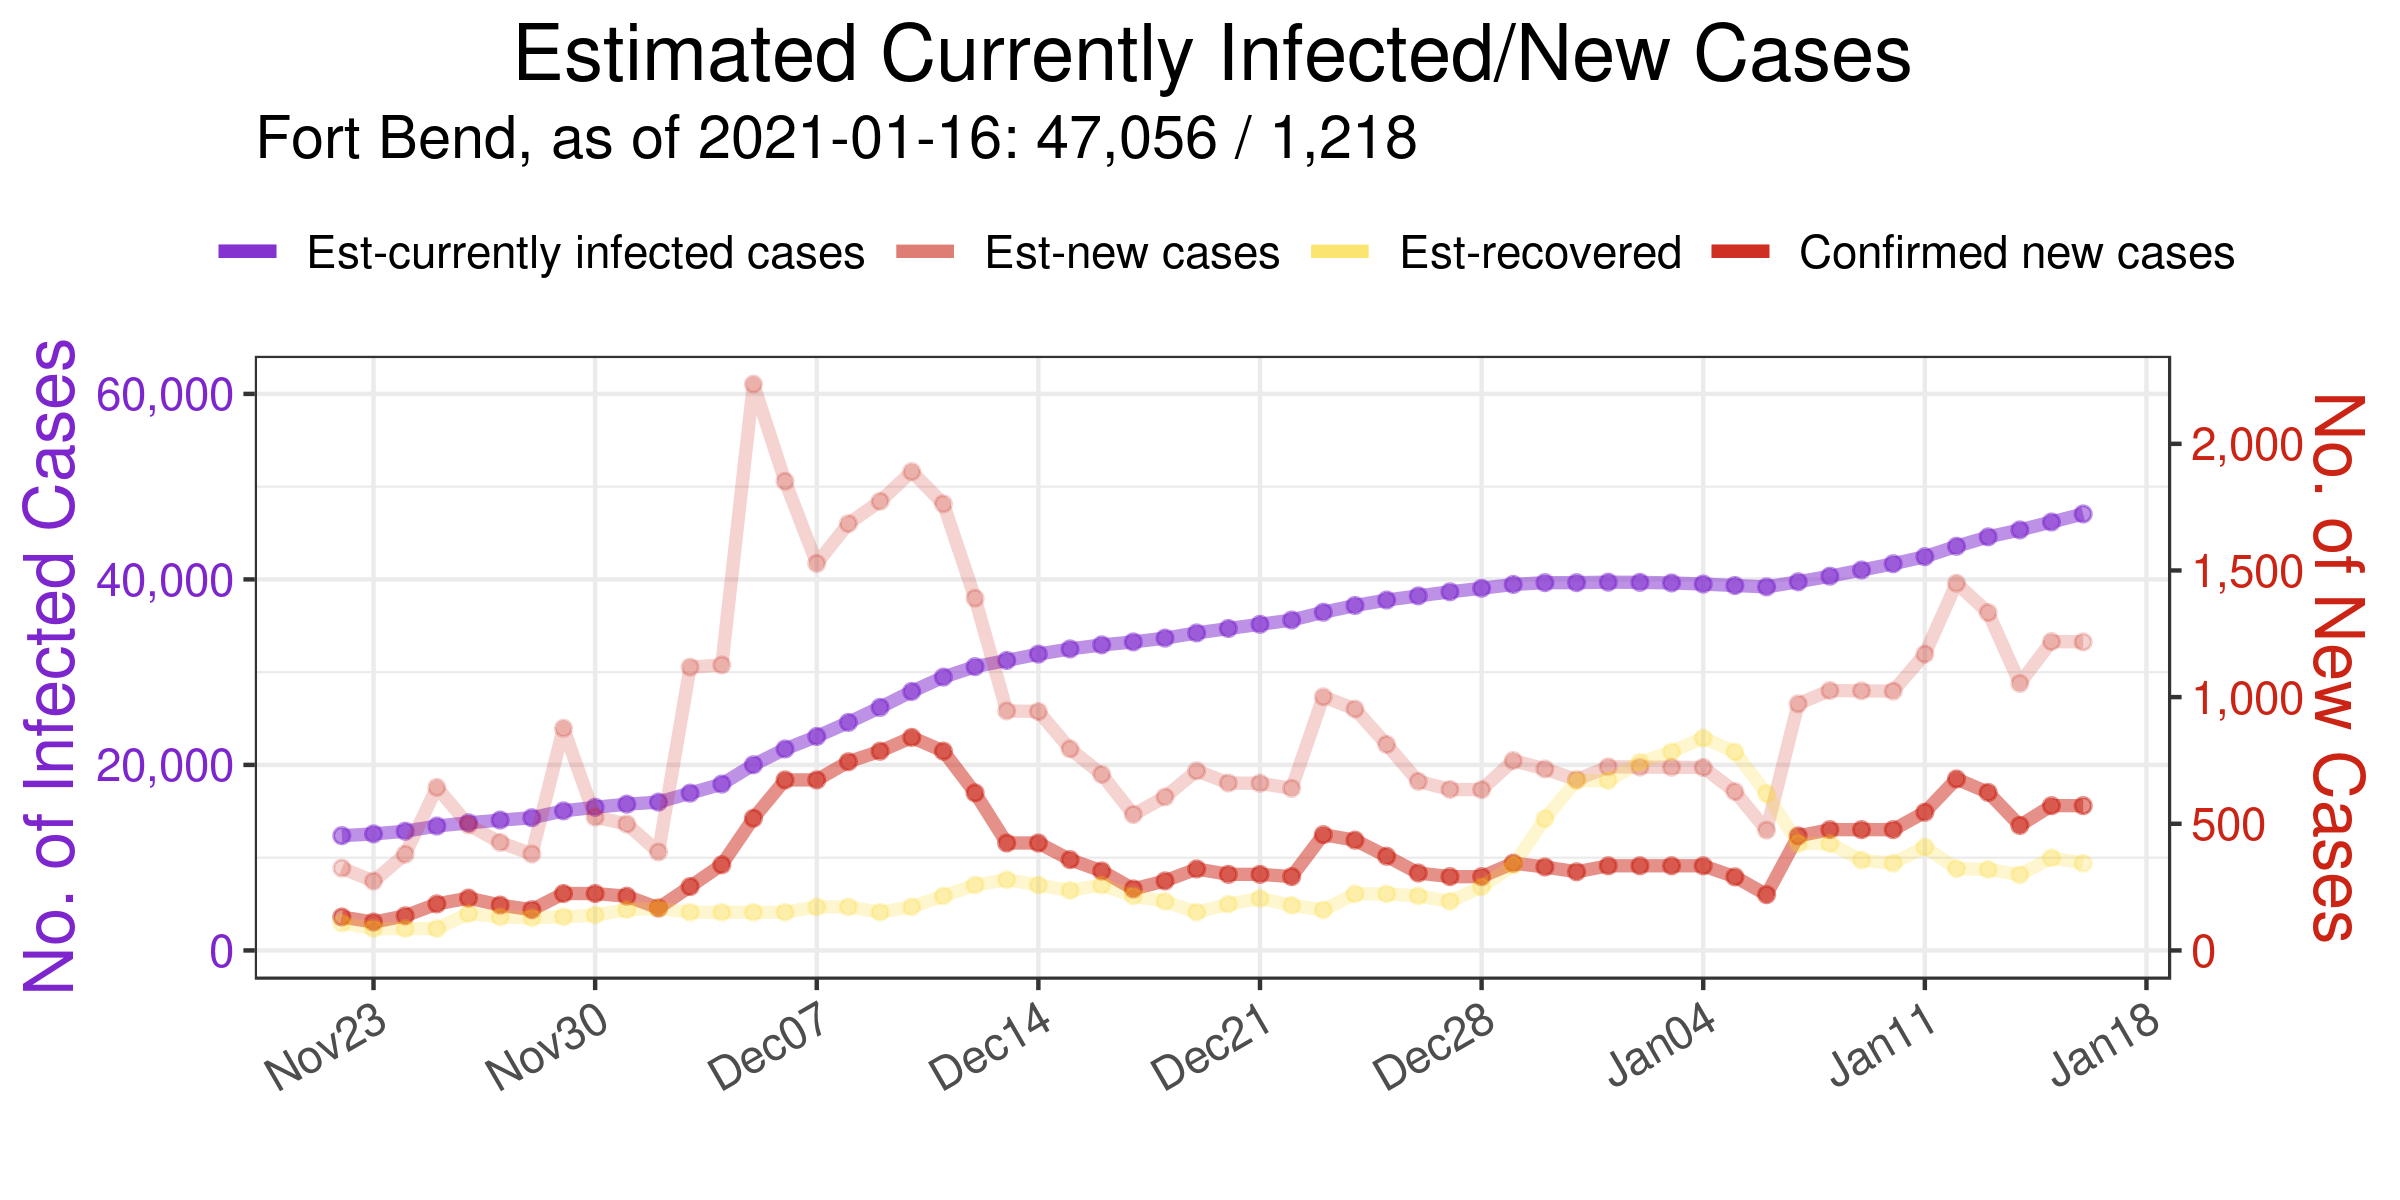 Estimated Currently Infected/New Cases
Fort Bend, as of 2021-01-16: 47,056 / 1,218
Est-currently infected cases Est-new cases Est-recovered Confirmed new cases
No. of Infected Cases
60,000
40,000
20,000
0
2,000
1,500
1,000
500
0
No. of New Cases
Nov23 Nov30 Dec07 Dec14 Dec21 Dec28 Jan04 Jan11 Jan18